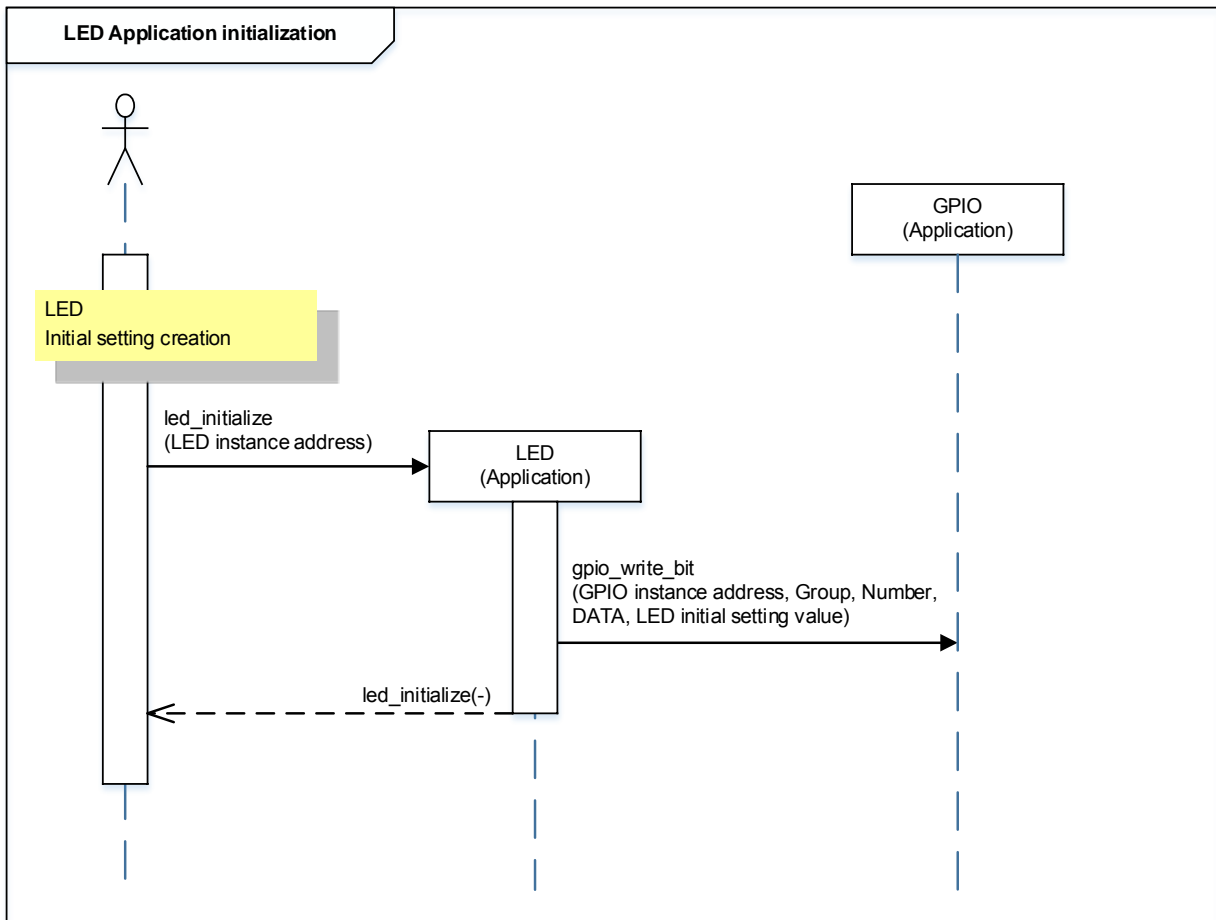 LED Application initialization
GPIO
(Application)
LED
Initial setting creation
led_initialize
(LED instance address)
LED
(Application)
gpio_write_bit
(GPIO instance address, Group, Number,
DATA, LED initial setting value)
led_initialize(-)